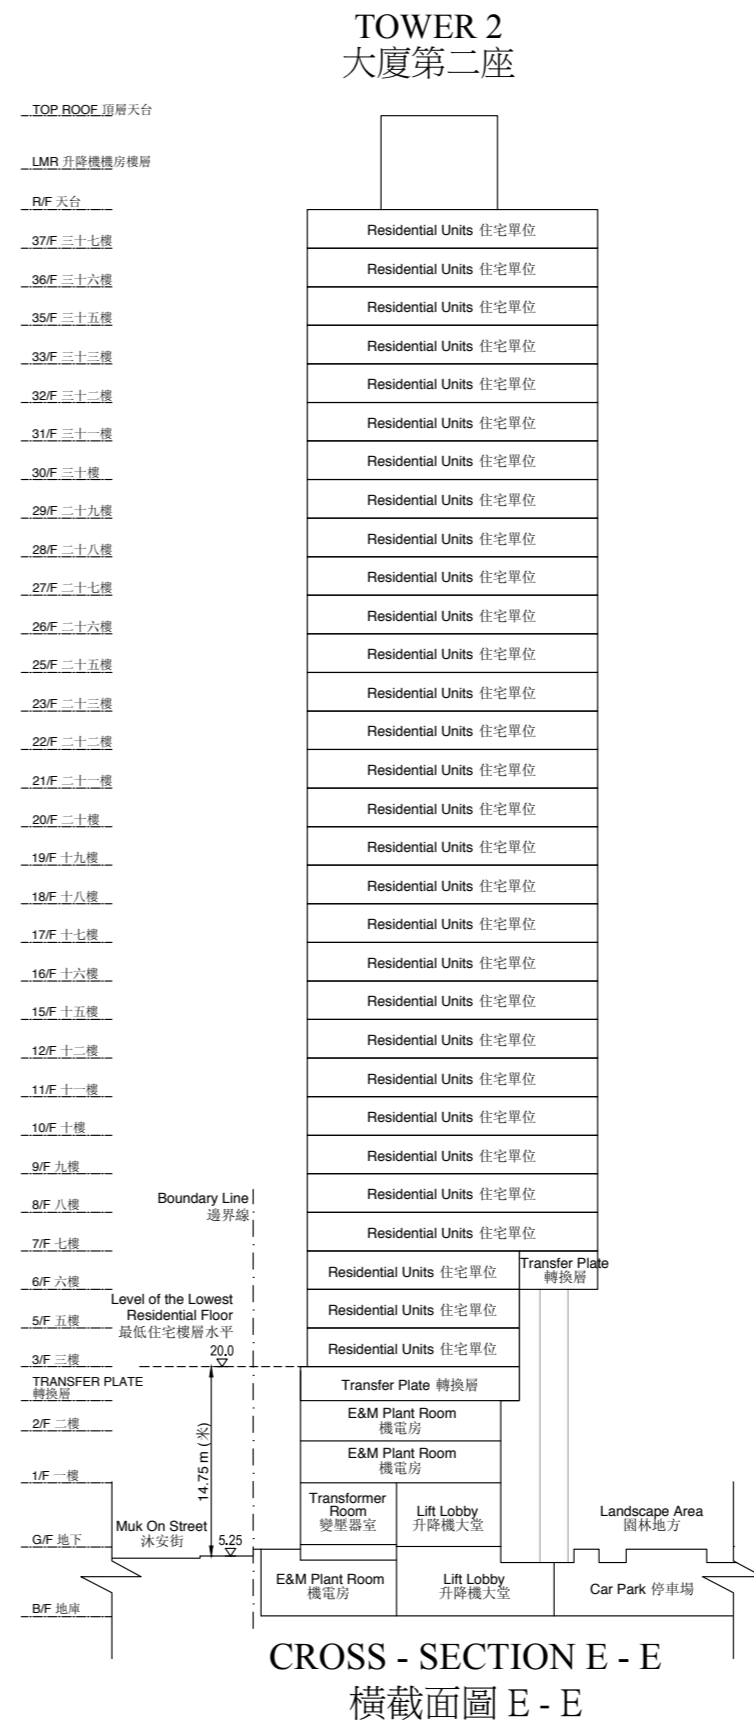 TOWER 2
大廈第二座
TOP ROOF 頂層天台
LMR 升降機機房樓層
R/F 天台
Residential Units 住宅單位
37/F 三十七樓
Residential Units 住宅單位
36/F 三十六樓
Residential Units 住宅單位
35/F 三十五樓
Residential Units 住宅單位
33/F 三十三樓
Residential Units 住宅單位
32/F 三十二樓
Residential Units 住宅單位
31/F 三十一樓
Residential Units 住宅單位
30/F 三十樓
Residential Units 住宅單位
29/F 二十九樓
Residential Units 住宅單位
28/F 二十八樓
Residential Units 住宅單位
27/F 二十七樓
Residential Units 住宅單位
26/F 二十六樓
Residential Units 住宅單位
25/F 二十五樓
Residential Units 住宅單位
23/F 二十三樓
Residential Units 住宅單位
22/F 二十二樓
Residential Units 住宅單位
21/F 二十一樓
Residential Units 住宅單位
20/F 二十樓
Residential Units 住宅單位
19/F 十九樓
Residential Units 住宅單位
18/F 十八樓
Residential Units 住宅單位
17/F 十七樓
Residential Units 住宅單位
16/F 十六樓
Residential Units 住宅單位
15/F 十五樓
Residential Units 住宅單位
12/F 十二樓
Residential Units 住宅單位
11/F 十一樓
Residential Units 住宅單位
10/F 十樓
Residential Units 住宅單位
9/F 九樓
Residential Units 住宅單位
8/F 八樓
Boundary Line
邊界線
Residential Units 住宅單位
7/F 七樓
Residential Units 住宅單位
Transfer Plate
轉換層
6/F 六樓
Level of the Lowest
Residential Floor
最低住宅樓層水平
Residential Units 住宅單位
5/F 五樓
Residential Units 住宅單位
20.0
3/F 三樓
TRANSFER PLATE
轉換層
Transfer Plate 轉換層
E&M Plant Room
機電房
2/F 二樓
14.75 m (米)
E&M Plant Room
機電房
1/F 一樓
Transformer
Room
變壓器室
Lift Lobby
升降機大堂
Landscape Area
園林地方
Muk On Street
沐安街
5.25
G/F 地下
E&M Plant Room
機電房
Lift Lobby
升降機大堂
Car Park 停車場
B/F 地庫
CROSS - SECTION E - E
橫截面圖 E - E